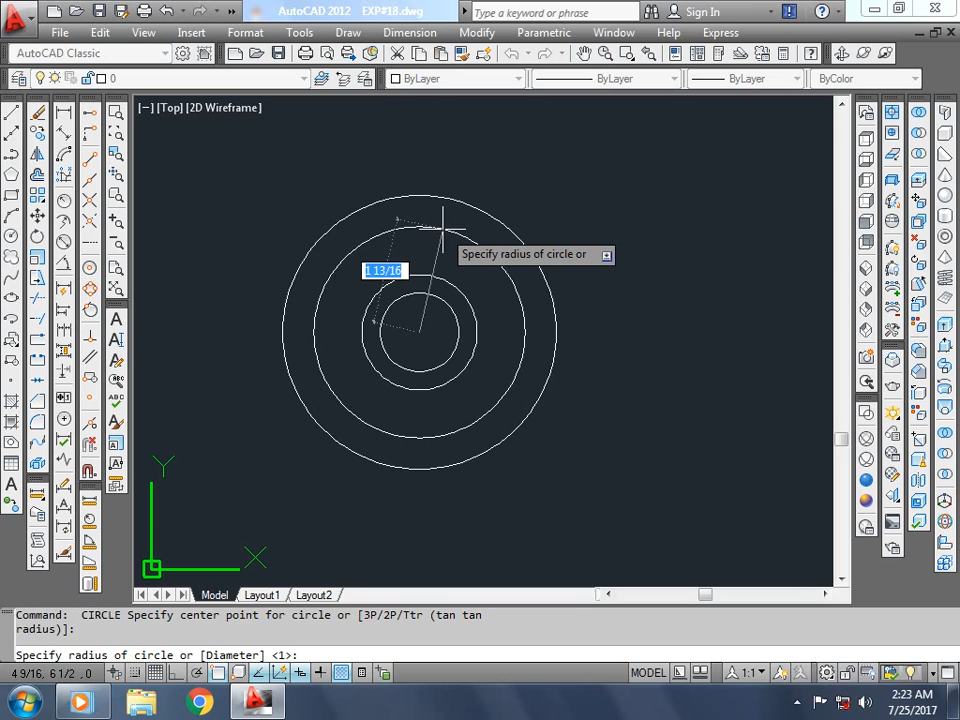 AutoCAD 2012 EXP#18.dwg
Type a keyword or phrase
Sign In
File Edit View Insert Format Tools Draw Dimension Modify Parametric Window Help Express
AutoCAD Classic
0
ByLayer
ByLayer
ByLayer
ByColor
[−] [Top] [2D Wireframe]
Specify radius of circle or
1 13/16
Y
X
Model Layout1 Layout2
Command: CIRCLE Specify center point for circle or [3P/2P/Ttr (tan tan
radius)]:
Specify radius of circle or [Diameter] <1>:
4 9/16, 6 1/2 , 0
MODEL
1:1
2:23 AM
7/25/2017